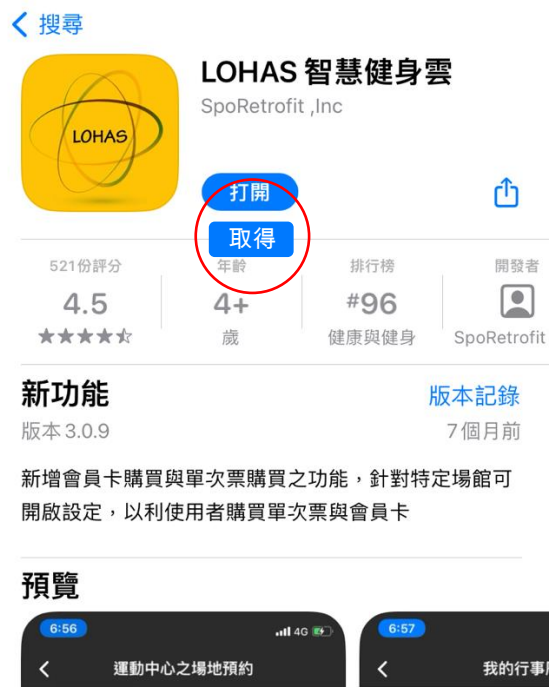 搜尋
LOHAS 智慧健身雲
SpoRetrofit ,Inc
LOHAS
打開
取得
521份評分
年齡
排行榜
開發者
4.5
4+
#96
歲
健康與健身
SpoRetrofit
新功能
版本記錄
版本 3.0.9
7 個月前
新增會員卡購買與單次票購買之功能，針對特定場館可
開啟設定，以利使用者購買單次票與會員卡
預覽
6:56
4G
6:57
運動中心之場地預約
我的行事